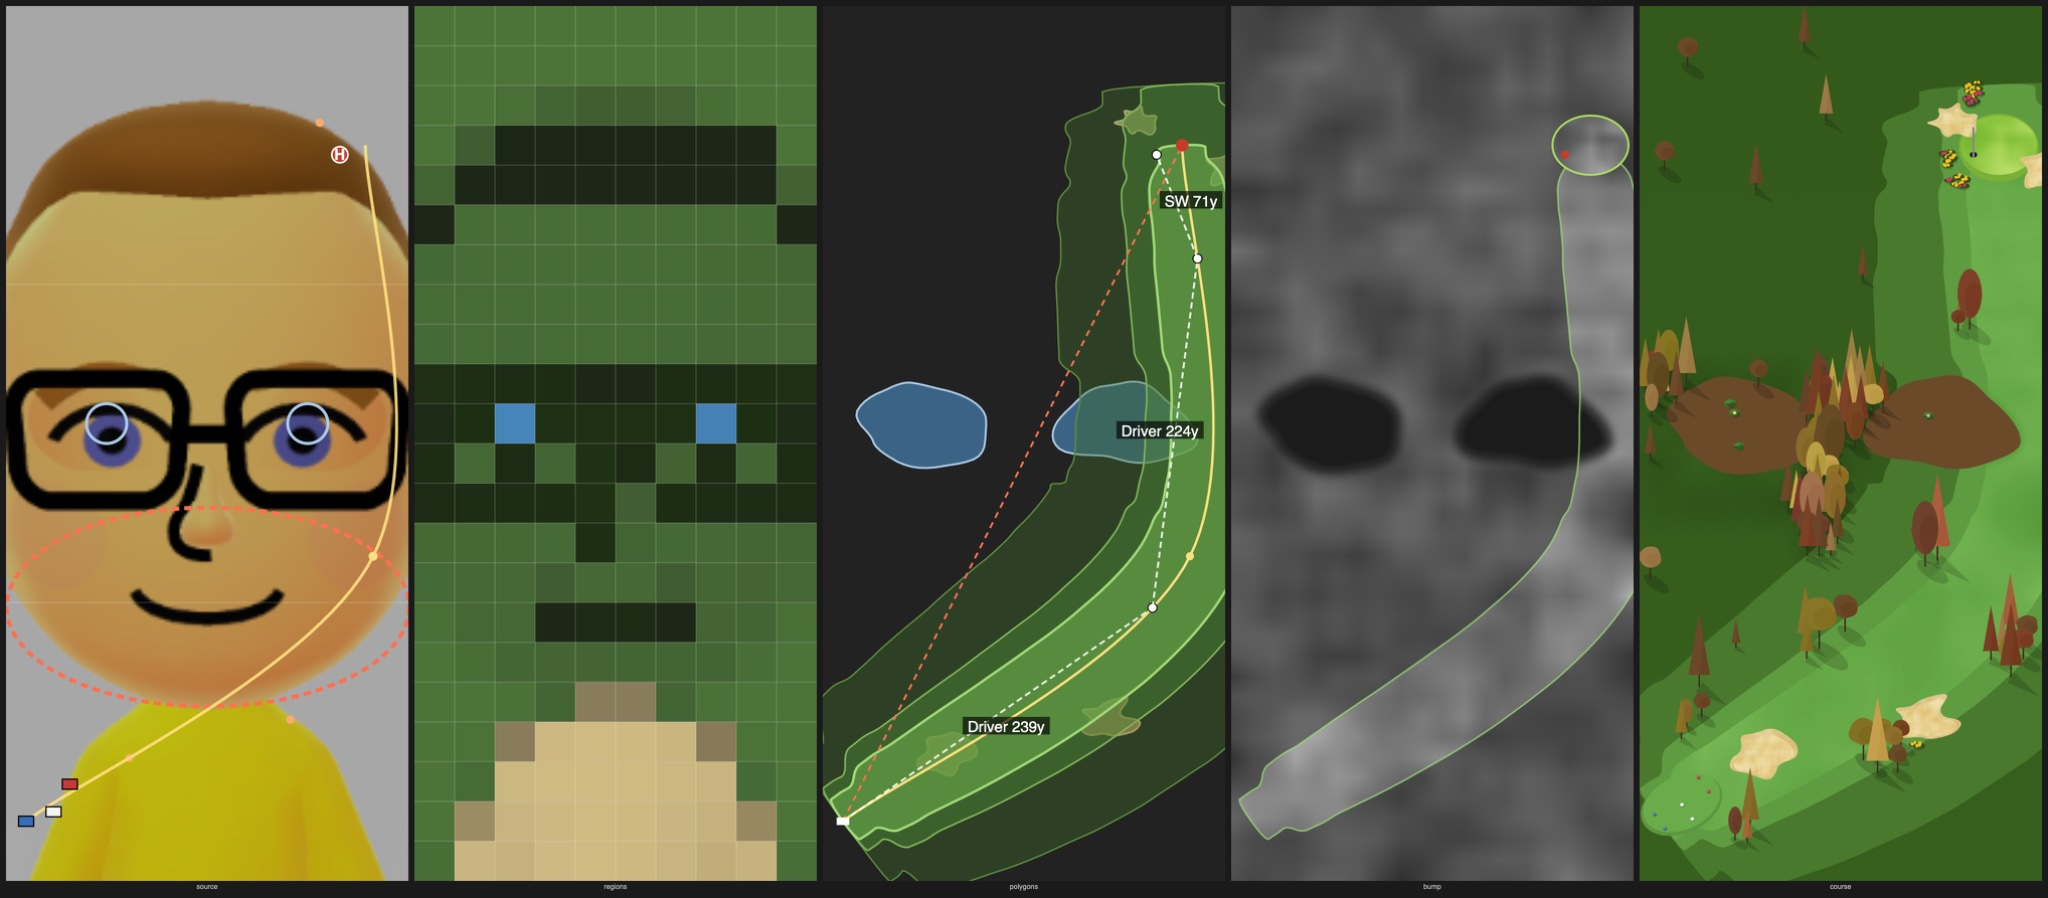 H
SW 71y
Driver 224y
Driver 239y
source
regions
polygons
bump
course